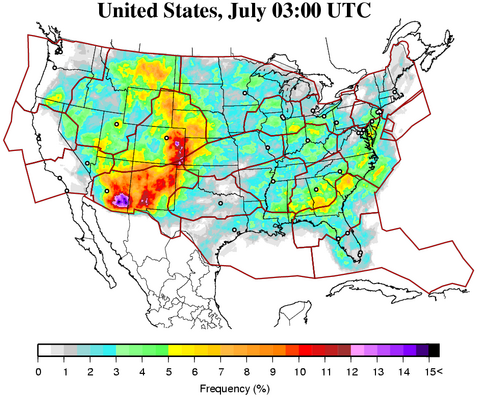 United States, July 03:00 UTC
0 1 2 3 4 5 6 7 8 9 10 11 12 13 14 15<
Frequency (%)